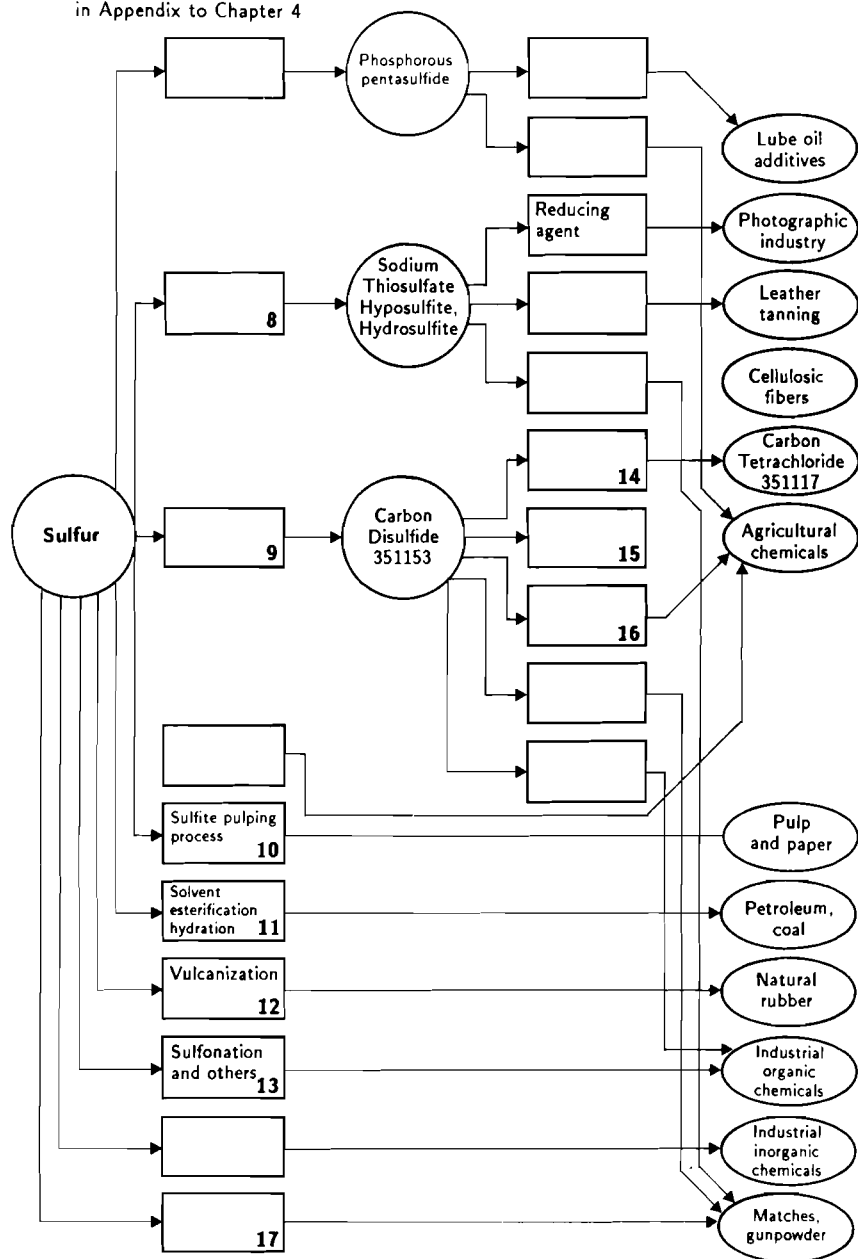 in Appendix to Chapter 4
Phosphorous
pentasulfide
Lube oil
additives
Reducing
agent
Photographic
industry
8
Sodium
Thiosulfate
Hyposulfite,
Hydrosulfite
Leather
tanning
Cellulosic
fibers
14
Carbon
Tetrachloride
351117
Sulfur
9
Carbon
Disulfide
351153
15
Agricultural
chemicals
16
Sulfite pulping
process
10
Pulp
and paper
Solvent
esterification
hydration 11
Petroleum,
coal
Vulcanization
12
Natural
rubber
Sulfonation
and others 13
Industrial
organic
chemicals
Industrial
inorganic
chemicals
17
Matches,
gunpowder